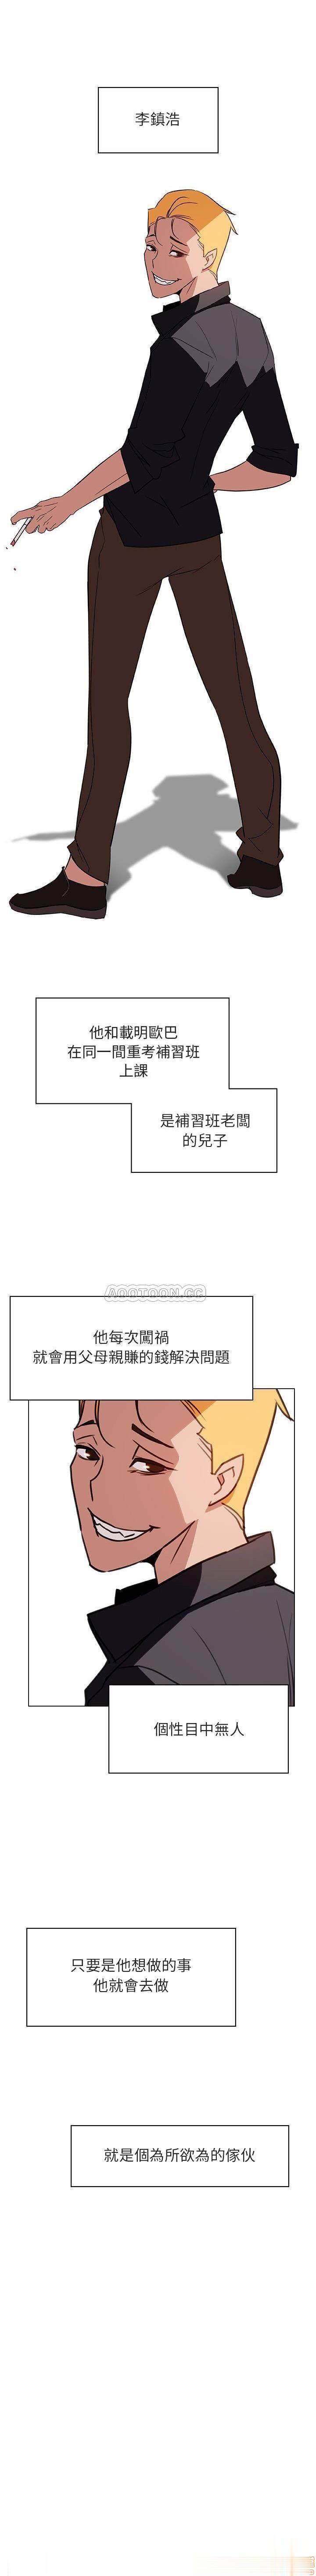 李鎮浩
他和載明歐巴
在同一間重考補習班
上課
是補習班老闆
的兒子
AQQTOON.CC
他每次闖禍
就會用父母親賺的錢解決問題
個性目中無人
只要是他想做的事
他就會去做
就是個為所欲為的傢伙